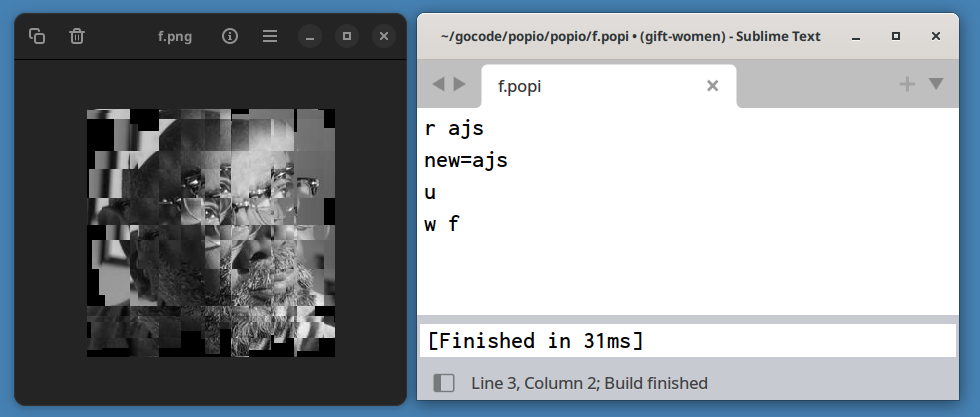 f.png
~/gocode/popio/popio/f.popi • (gift-women) - Sublime Text
f.popi
r ajs
new=ajs
u
w f
[Finished in 31ms]
Line 3, Column 2; Build finished